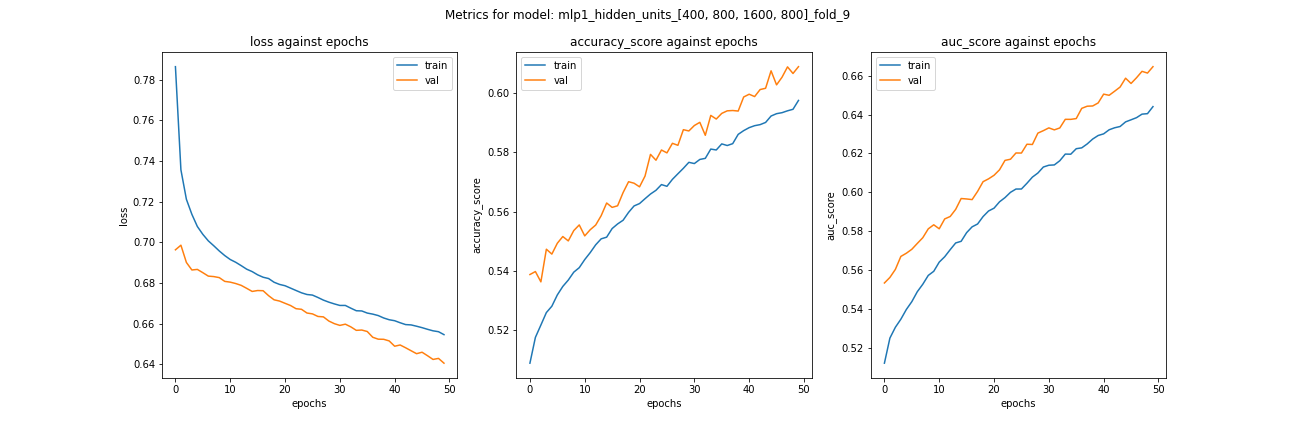 Metrics for model: mlp1_hidden_units_[400, 800, 1600, 800]_fold_9
loss against epochs
train
val
0.78
0.76
0.74
0.72
0.70
0.68
0.66
0.64
loss
0
10
20
30
40
50
epochs
accuracy_score against epochs
train
val
0.60
0.58
0.56
0.54
0.52
accuracy_score
0
10
20
30
40
50
epochs
auc_score against epochs
train
val
0.66
0.64
0.62
0.60
0.58
0.56
0.54
0.52
auc_score
0
10
20
30
40
50
epochs